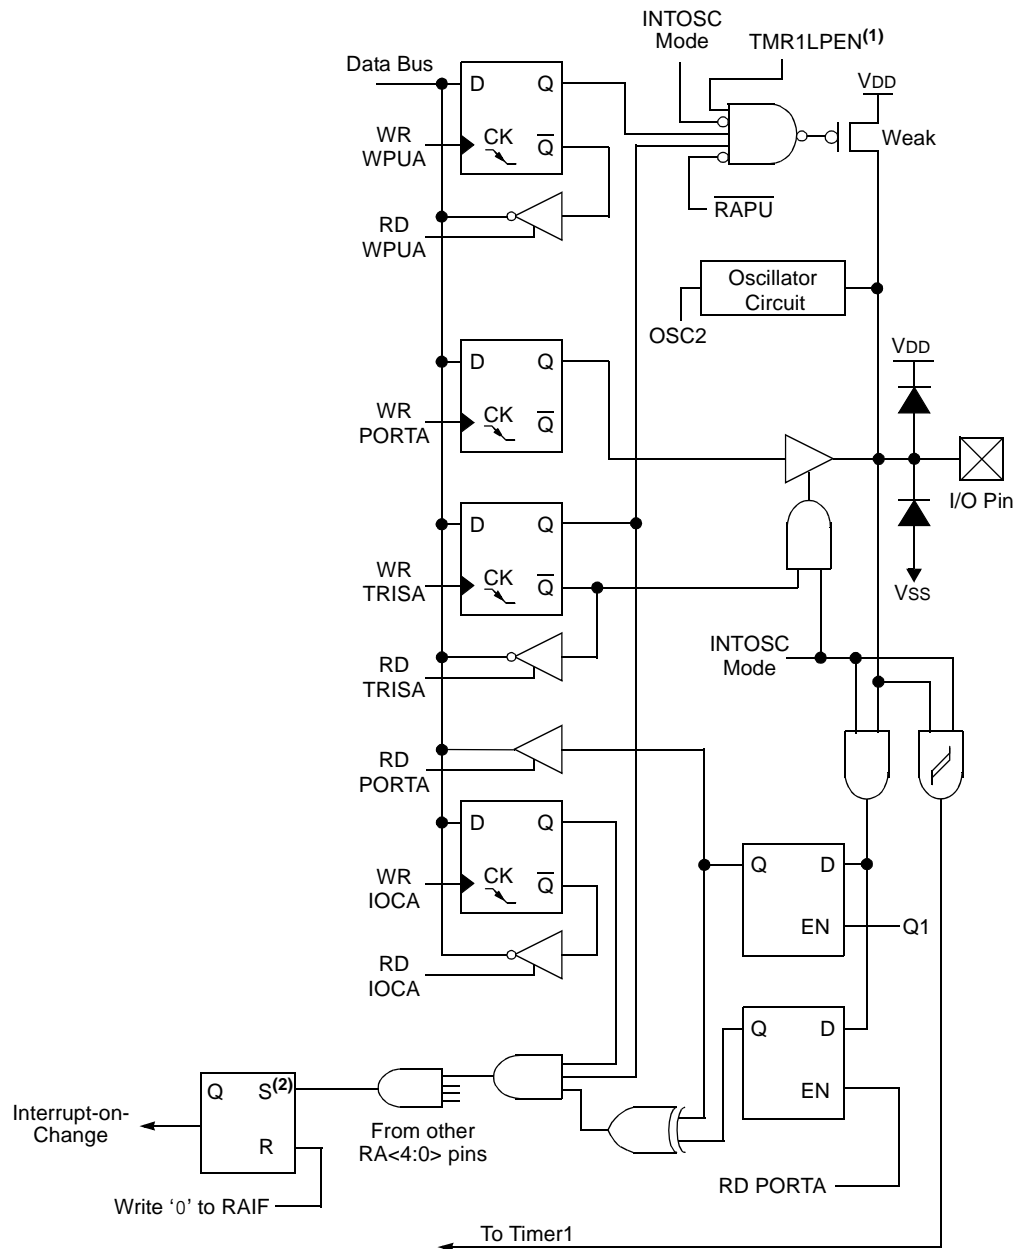 INTOSC
Mode
TMR1LPEN(1)
Data Bus
VDD
D Q
WR
WPUA
CK Q
Weak
RAPU
RD
WPUA
Oscillator
Circuit
OSC2
VDD
D Q
WR
PORTA
CK Q
I/O Pin
D Q
WR
TRISA
CK Q
VSS
INTOSC
Mode
RD
TRISA
RD
PORTA
D Q
WR
IOCA
CK Q
Q D
EN
Q1
RD
IOCA
Q D
EN
Q S(2)
R
Interrupt-on-
Change
From other
RA<4:0> pins
RD PORTA
Write ‘0’ to RAIF
To Timer1